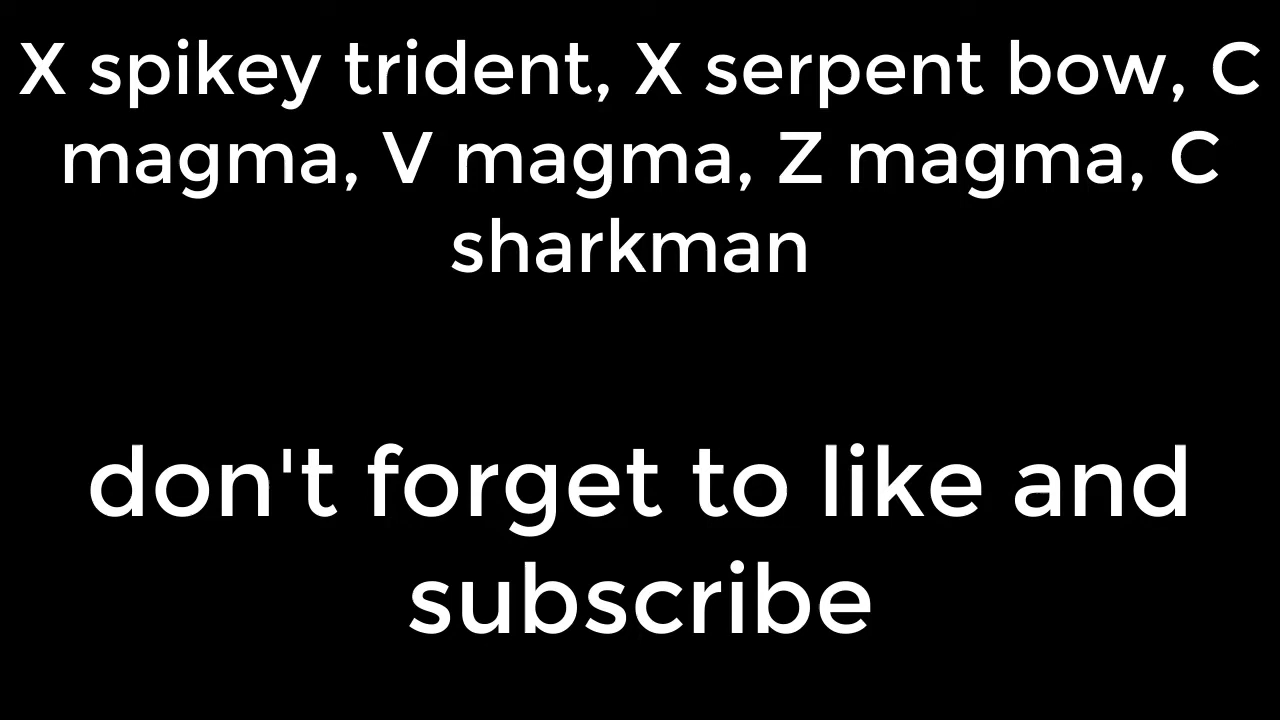 X spikey trident, X serpent bow, C
magma, V magma, Z magma, C
sharkman
don't forget to like and
subscribe